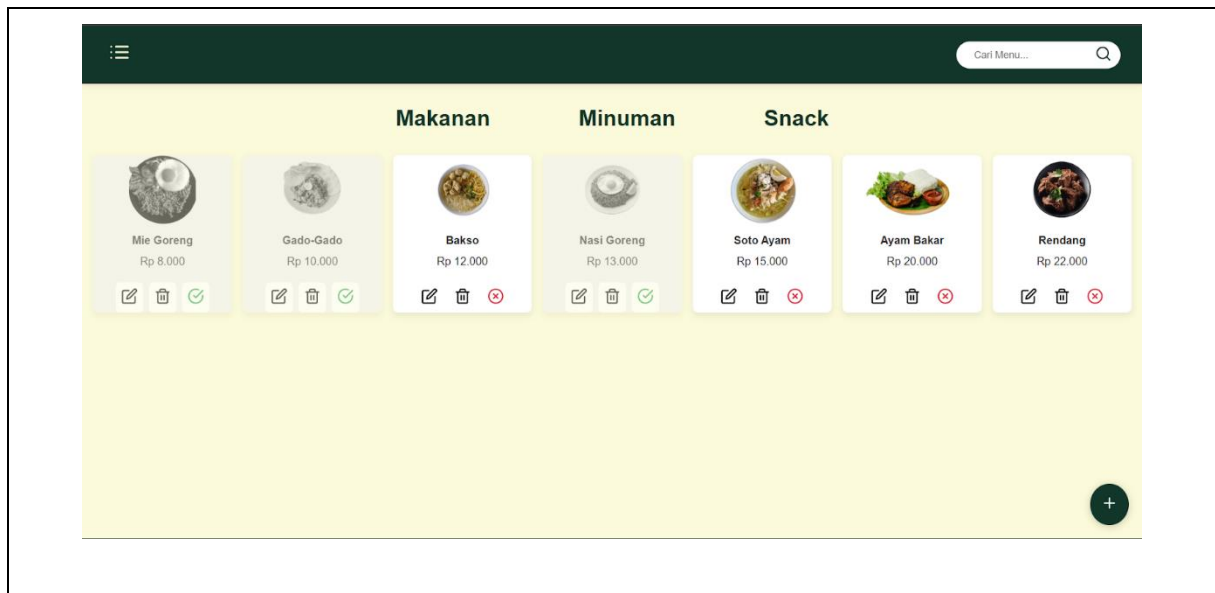 Cari Menu...
Makanan Minuman Snack
Mie Goreng Gado-Gado Bakso Nasi Goreng Soto Ayam Ayam Bakar Rendang
Rp 8.000 Rp 10.000 Rp 12.000 Rp 13.000 Rp 15.000 Rp 20.000 Rp 22.000
+